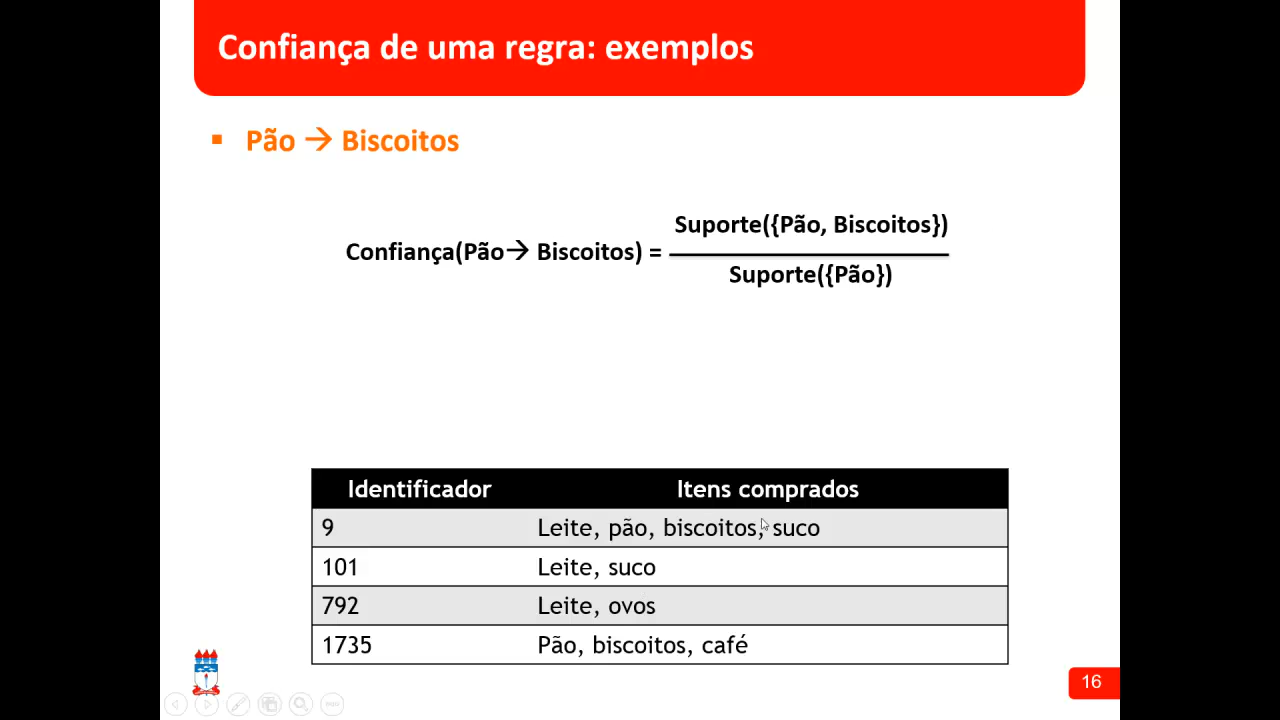 Confiança de uma regra: exemplos
Pão → Biscoitos
Suporte({Pão, Biscoitos})
Confiança(Pão→ Biscoitos) =
Suporte({Pão})
Identificador Itens comprados
9 Leite, pão, biscoitos, suco
101 Leite, suco
792 Leite, ovos
1735 Pão, biscoitos, café
16